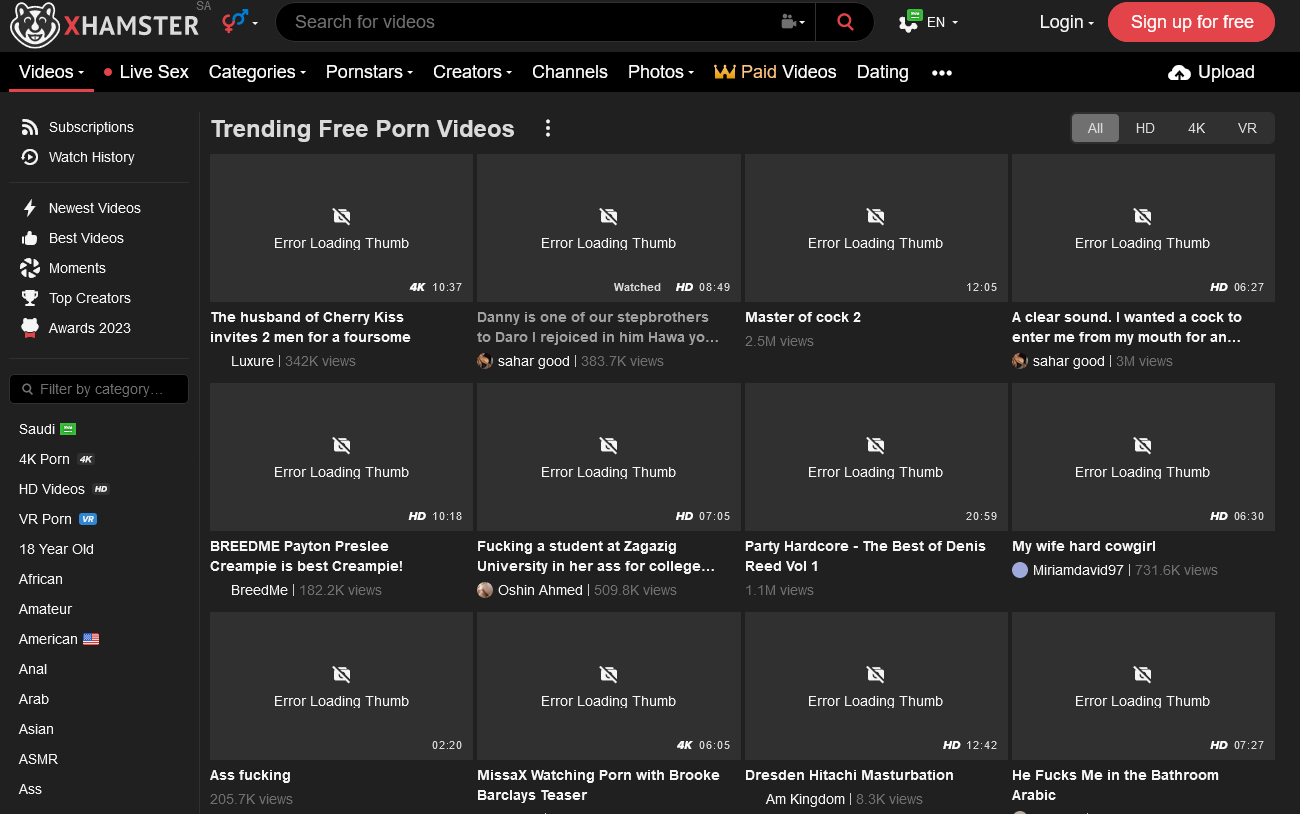 XHAMSTER SA Search for videos EN Login Sign up for free
Videos Live Sex Categories Pornstars Creators Channels Photos Paid Videos Dating Upload
Subscriptions
Watch History
Newest Videos
Best Videos
Moments
Top Creators
Awards 2023
Filter by category...
Saudi
4K Porn 4K
HD Videos HD
VR Porn VR
18 Year Old
African
Amateur
American
Anal
Arab
Asian
ASMR
Ass
Trending Free Porn Videos
All HD 4K VR
Error Loading Thumb
4K 10:37
The husband of Cherry Kiss
invites 2 men for a foursome
Luxure | 342K views
Error Loading Thumb
Watched HD 08:49
Danny is one of our stepbrothers
to Daro I rejoiced in him Hawa yo...
sahar good | 383.7K views
Error Loading Thumb
12:05
Master of cock 2
2.5M views
Error Loading Thumb
HD 06:27
A clear sound. I wanted a cock to
enter me from my mouth for an...
sahar good | 3M views
Error Loading Thumb
HD 10:18
BREEDME Payton Preslee
Creampie is best Creampie!
BreedMe | 182.2K views
Error Loading Thumb
HD 07:05
Fucking a student at Zagazig
University in her ass for college...
Oshin Ahmed | 509.8K views
Error Loading Thumb
20:59
Party Hardcore - The Best of Denis
Reed Vol 1
1.1M views
Error Loading Thumb
HD 06:30
My wife hard cowgirl
Miriamdavid97 | 731.6K views
Error Loading Thumb
02:20
Ass fucking
205.7K views
Error Loading Thumb
4K 06:05
MissaX Watching Porn with Brooke
Barclays Teaser
Error Loading Thumb
HD 12:42
Dresden Hitachi Masturbation
Am Kingdom | 8.3K views
Error Loading Thumb
HD 07:27
He Fucks Me in the Bathroom
Arabic